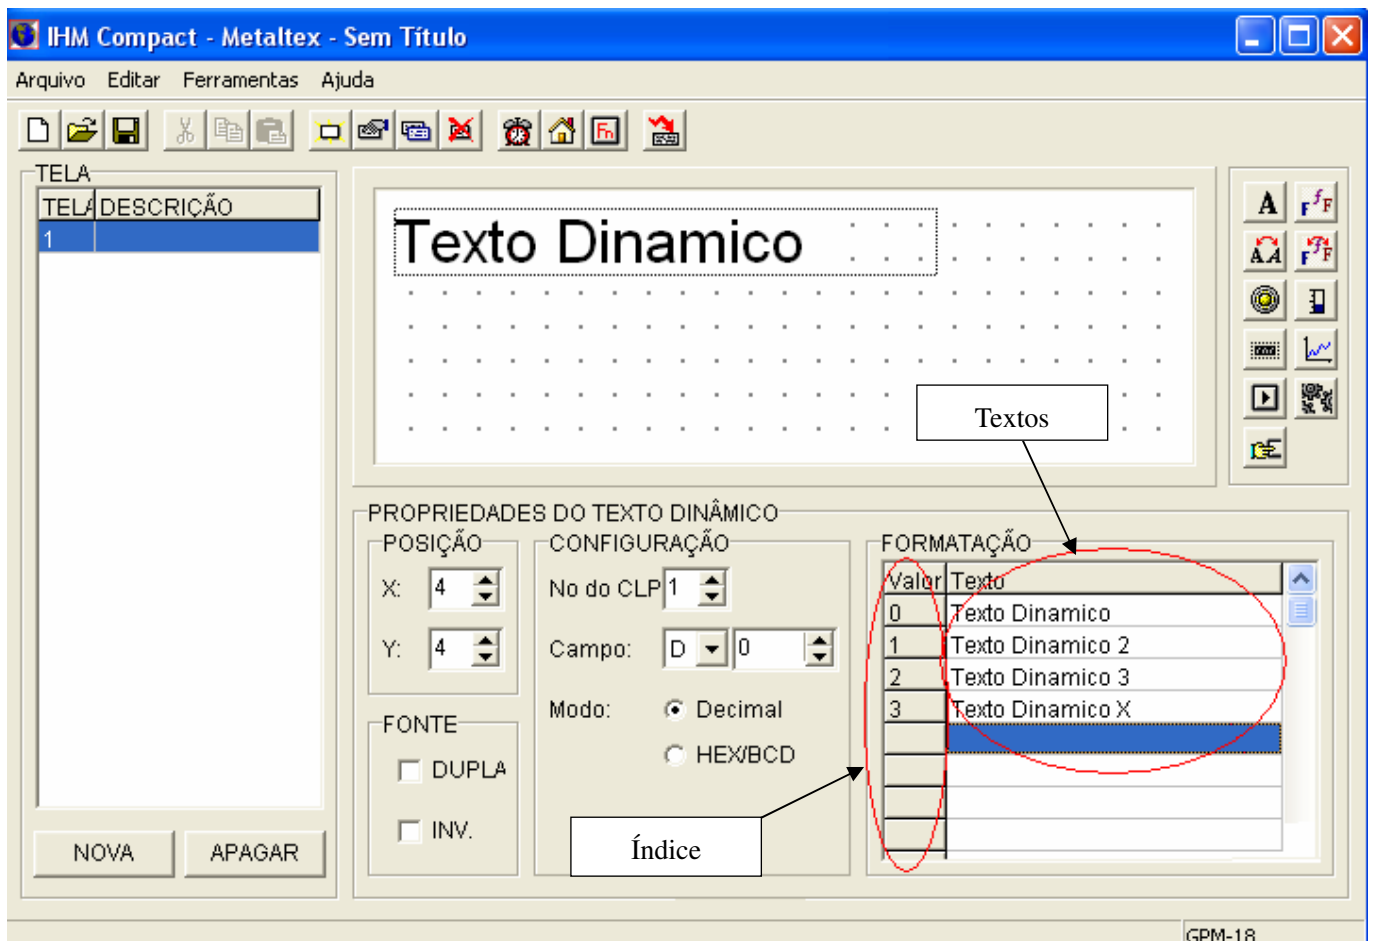 IHM Compact - Metaltex - Sem Título
Arquivo Editar Ferramentas Ajuda
TELA
TELA DESCRIÇÃO
1
NOVA APAGAR
Texto Dinamico
Textos
PROPRIEDADES DO TEXTO DINÂMICO
POSIÇÃO
X: 4
Y: 4
FONTE
DUPLA
INV.
CONFIGURAÇÃO
No do CLP 1
Campo: D 0
Modo: Decimal
HEX/BCD
Índice
FORMATAÇÃO
Valor Texto
0 Texto Dinamico
1 Texto Dinamico 2
2 Texto Dinamico 3
3 Texto Dinamico X
GPM-18